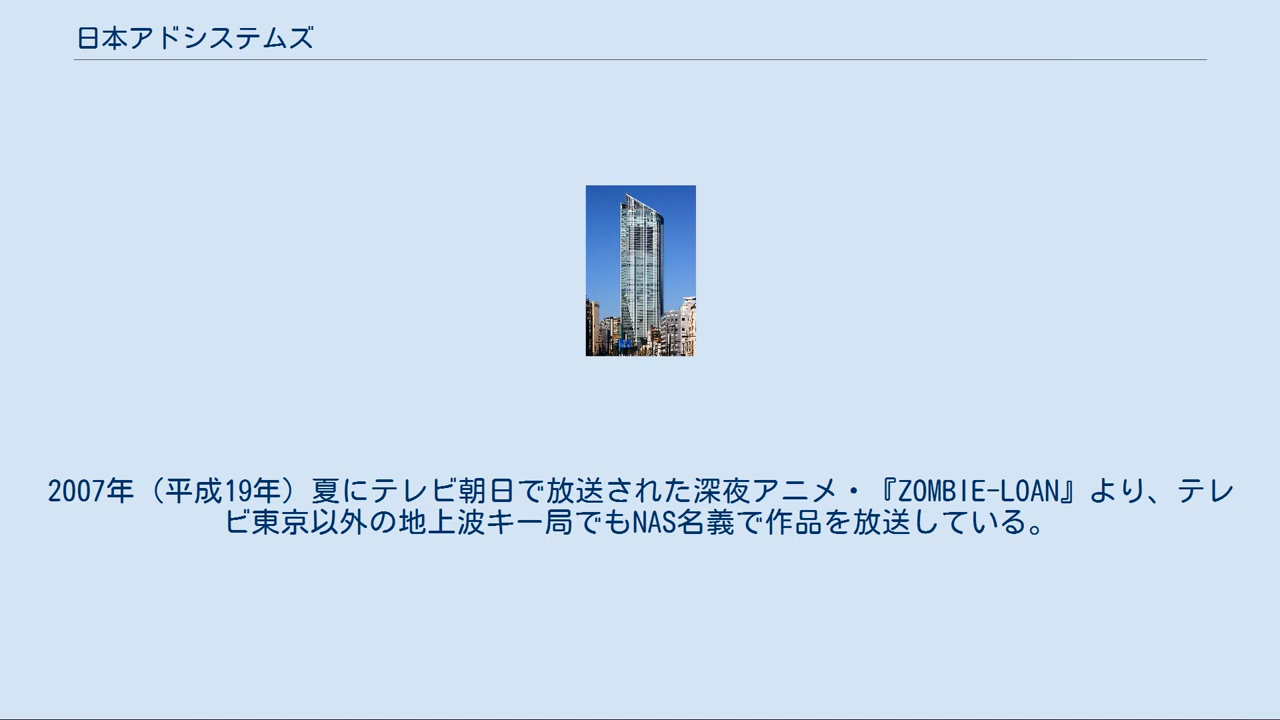 日本アドシステムズ
2007年（平成19年）夏にテレビ朝日で放送された深夜アニメ・『ZOMBIE-LOAN』より、テレ
ビ東京以外の地上波キー局でもNAS名義で作品を放送している。